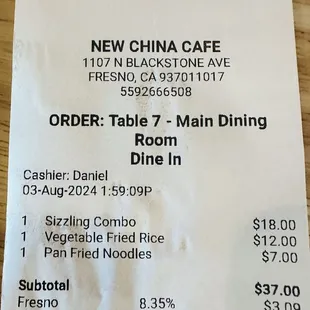 NEW CHINA CAFE
1107 N BLACKSTONE AVE
FRESNO, CA 937011017
5592666508
ORDER: Table 7 - Main Dining
Room
Dine In
Cashier: Daniel
03-Aug-2024 1:59:09P
1 Sizzling Combo $18.00
1 Vegetable Fried Rice $12.00
1 Pan Fried Noodles $7.00
Subtotal $37.00
Fresno 8.35% $3.09